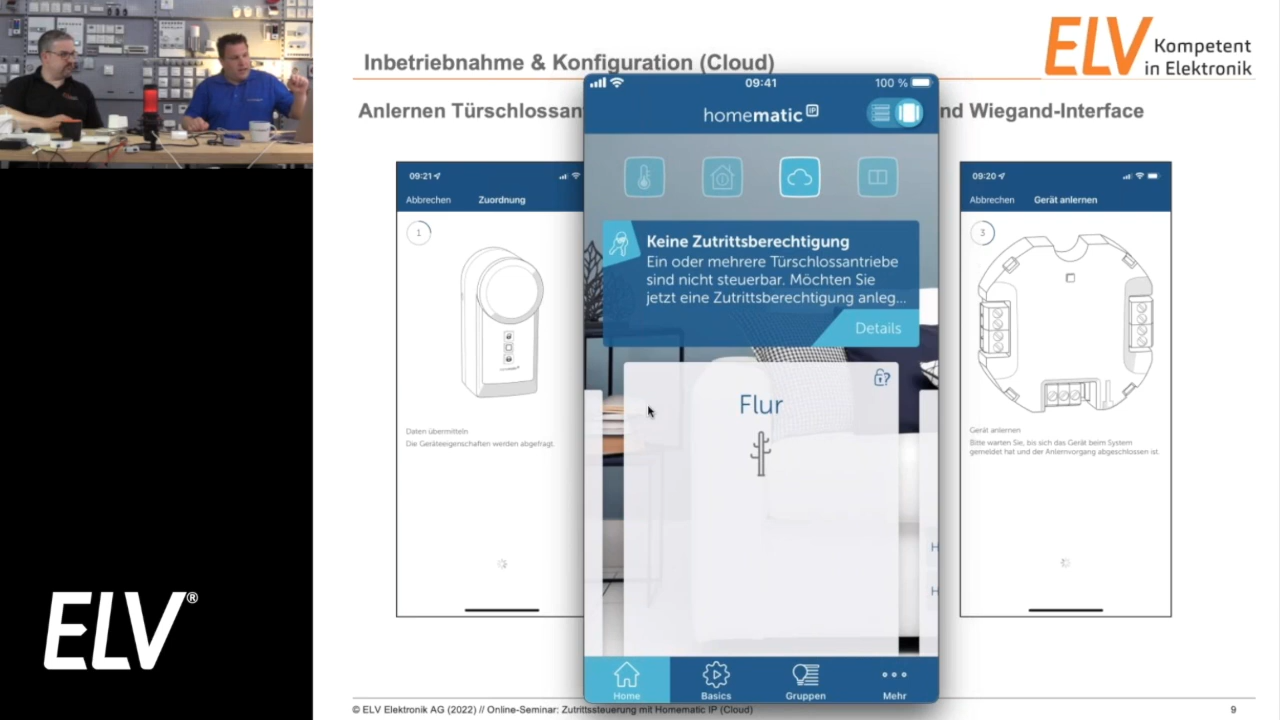 ELV Kompetent
in Elektronik
Inbetriebnahme & Konfiguration (Cloud)
Anlernen Türschlossan
nd Wiegand-Interface
09:21
Abbrechen Zuordnung
1
Daten übermitteln
Die Geräteeigenschaften werden abgefragt.
09:41
100 %
homematic IP
Keine Zutrittsberechtigung
Ein oder mehrere Türschlossantriebe
sind nicht steuerbar. Möchten Sie
jetzt eine Zutrittsberechtigung anleg...
Details
?
Flur
H
H
Home Basics Gruppen Mehr
09:20
Abbrechen Gerät anlernen
3
Gerät anlernen
Bitte warten Sie, bis sich das Gerät beim System
gemeldet hat und der Anlernvorgang abgeschlossen ist.
ELV®
© ELV Elektronik AG (2022) // Online-Seminar: Zutrittssteuerung mit Homematic IP (Cloud)
9